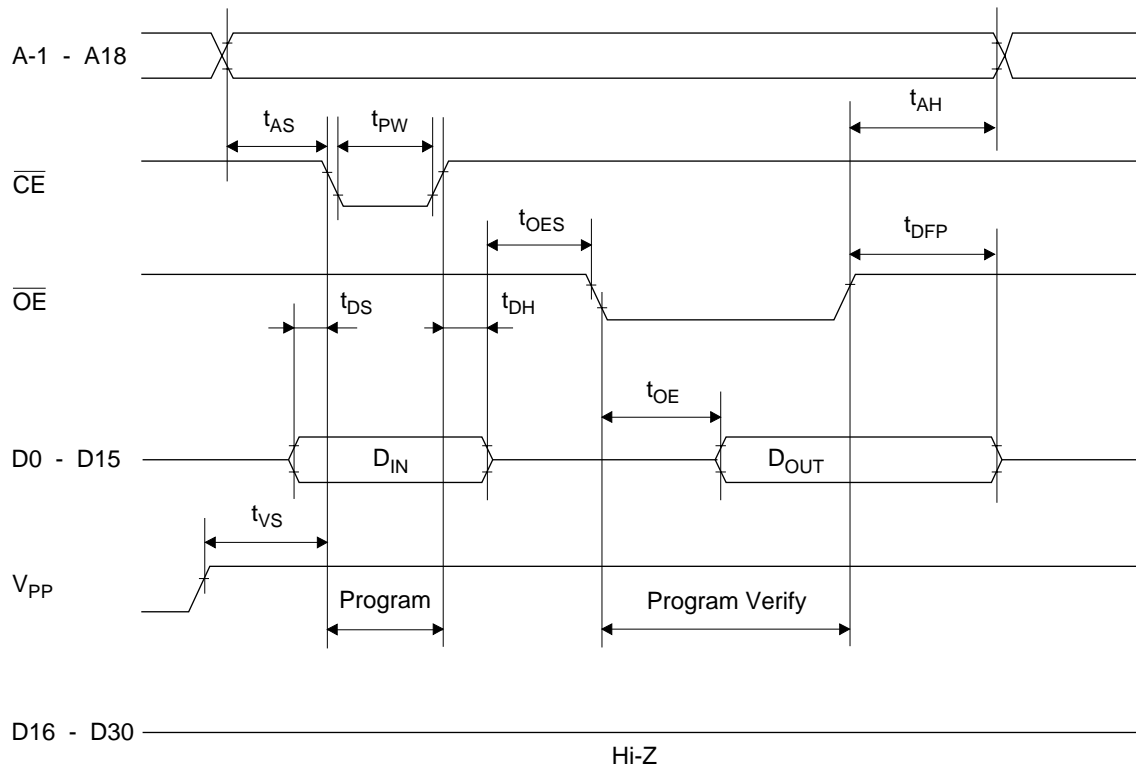 A-1 - A18
tAH
tAS
tPW
CE
tOES
tDFP
OE
tDS
tDH
tOE
D0 - D15
DIN
DOUT
tVS
VPP
Program
Program Verify
D16 - D30
Hi-Z